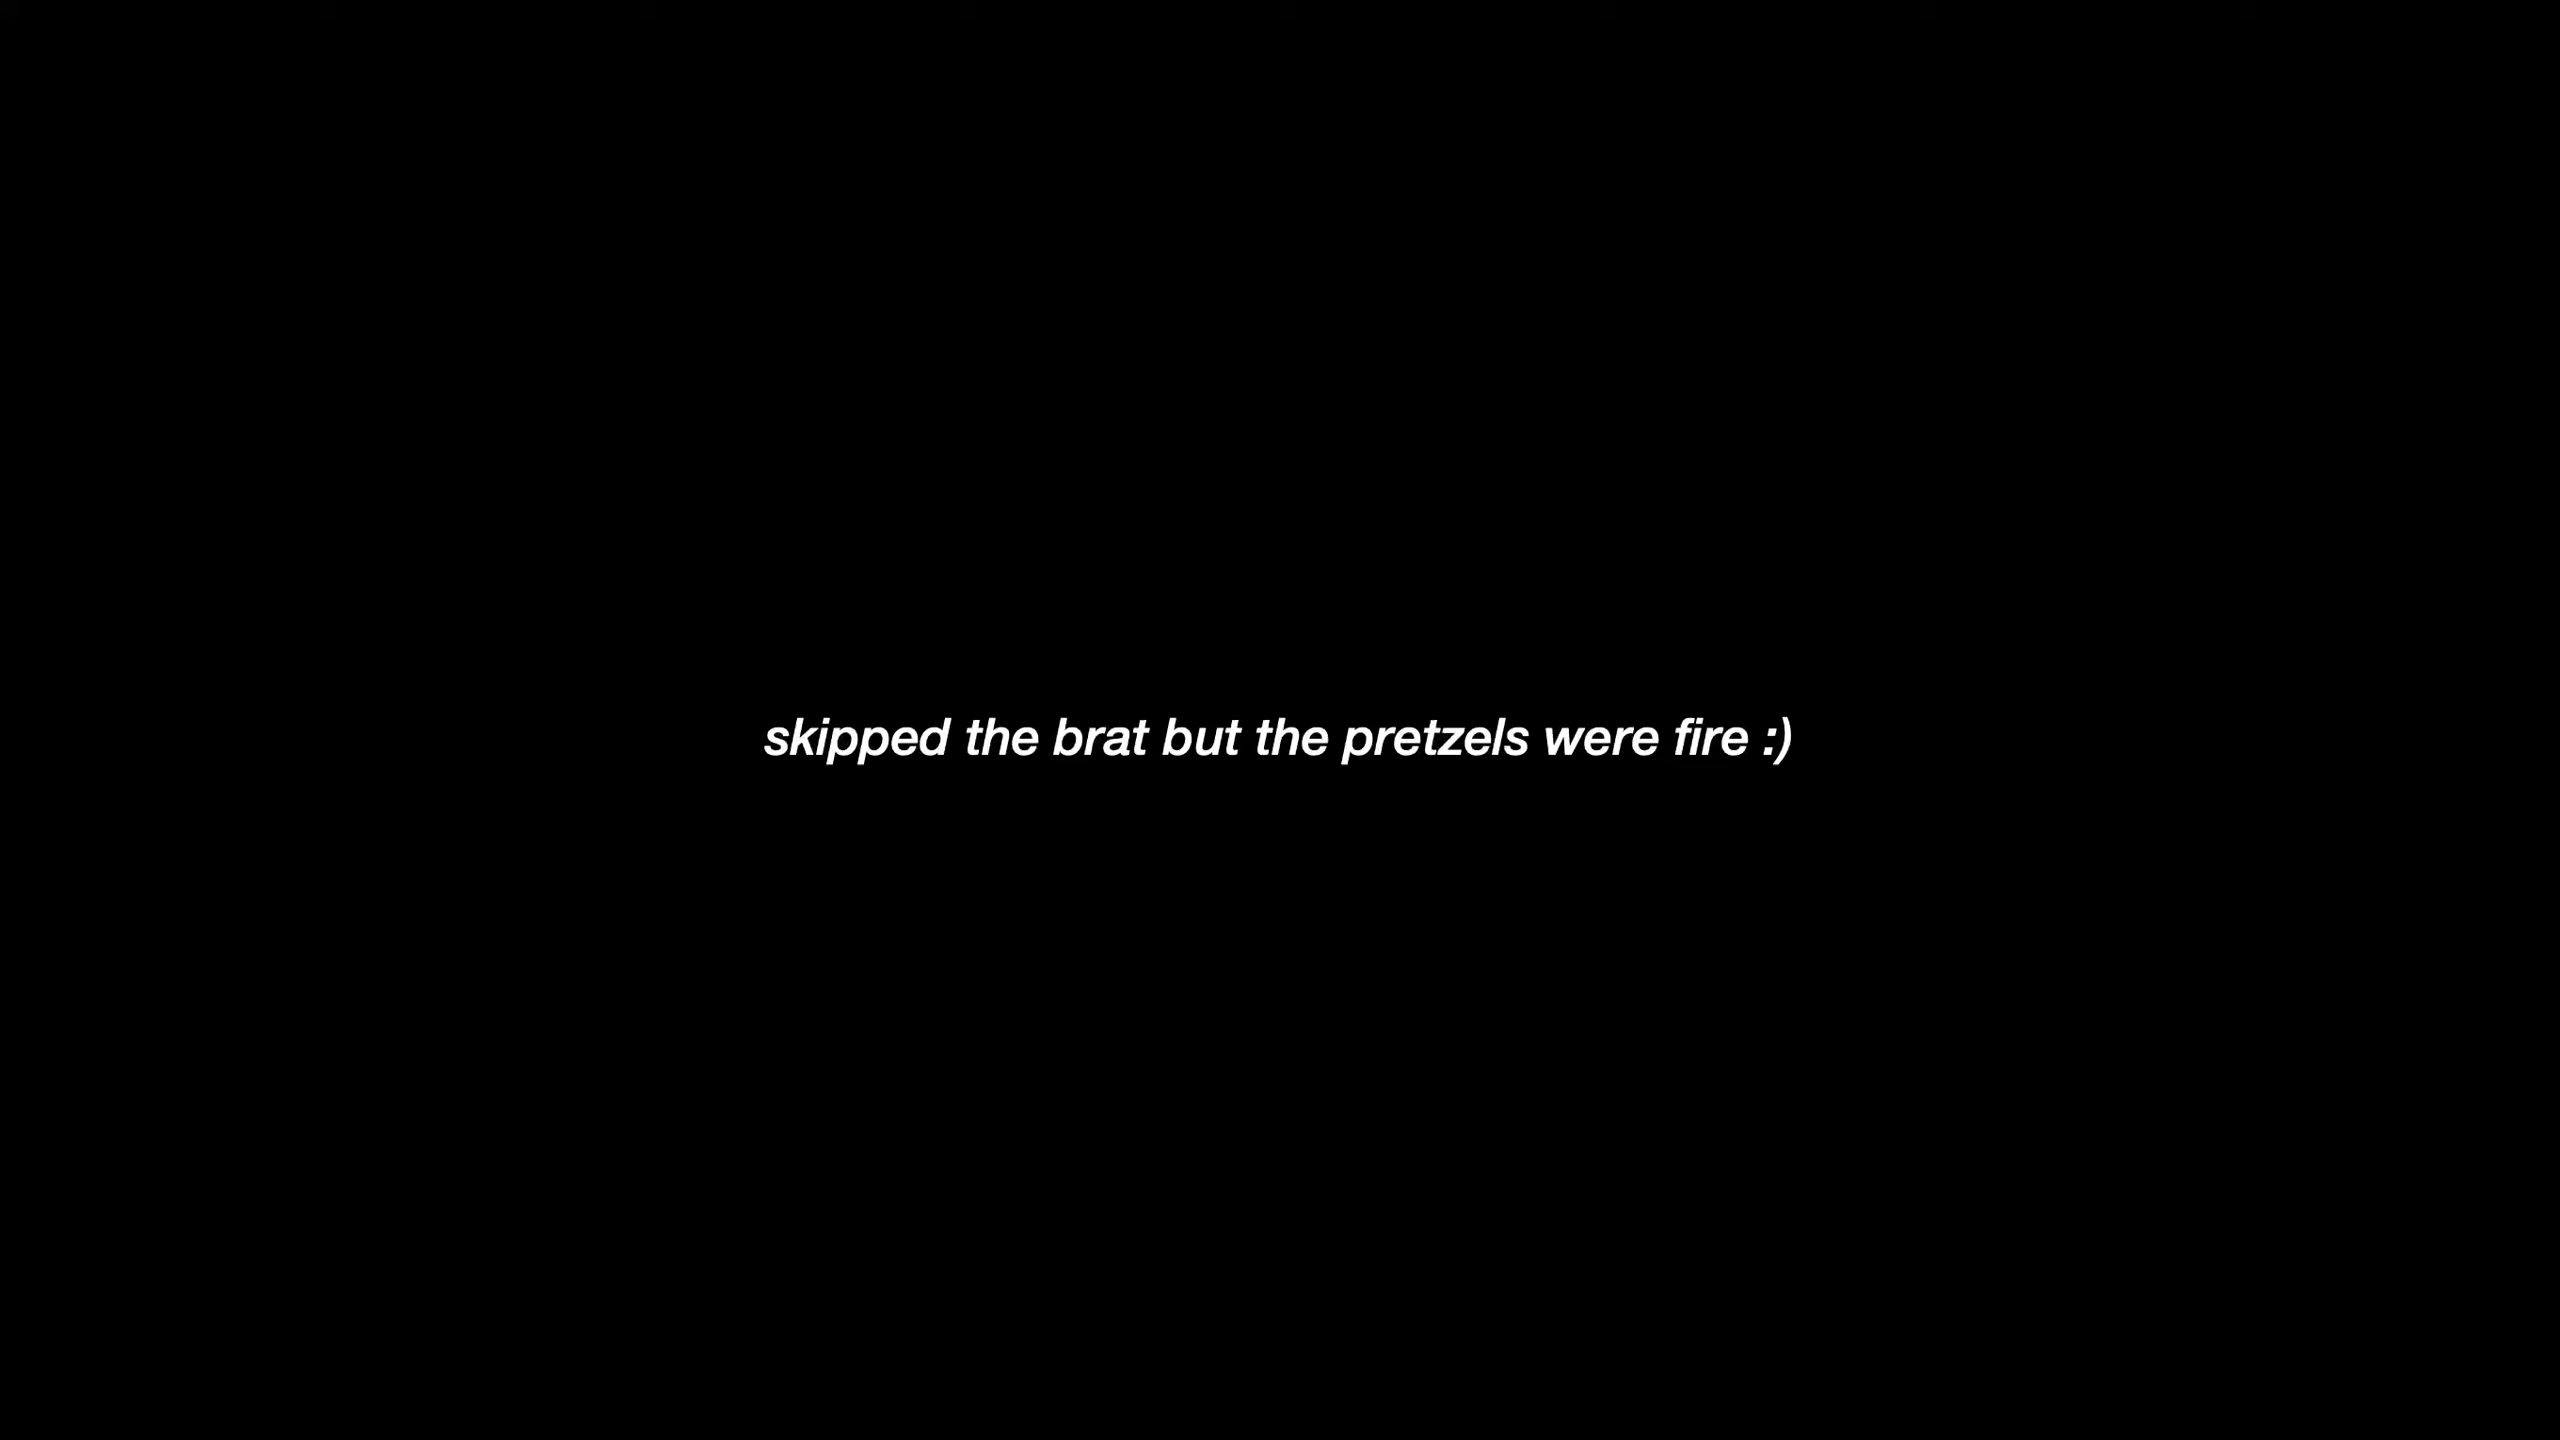 skipped the brat but the pretzels were fire :)